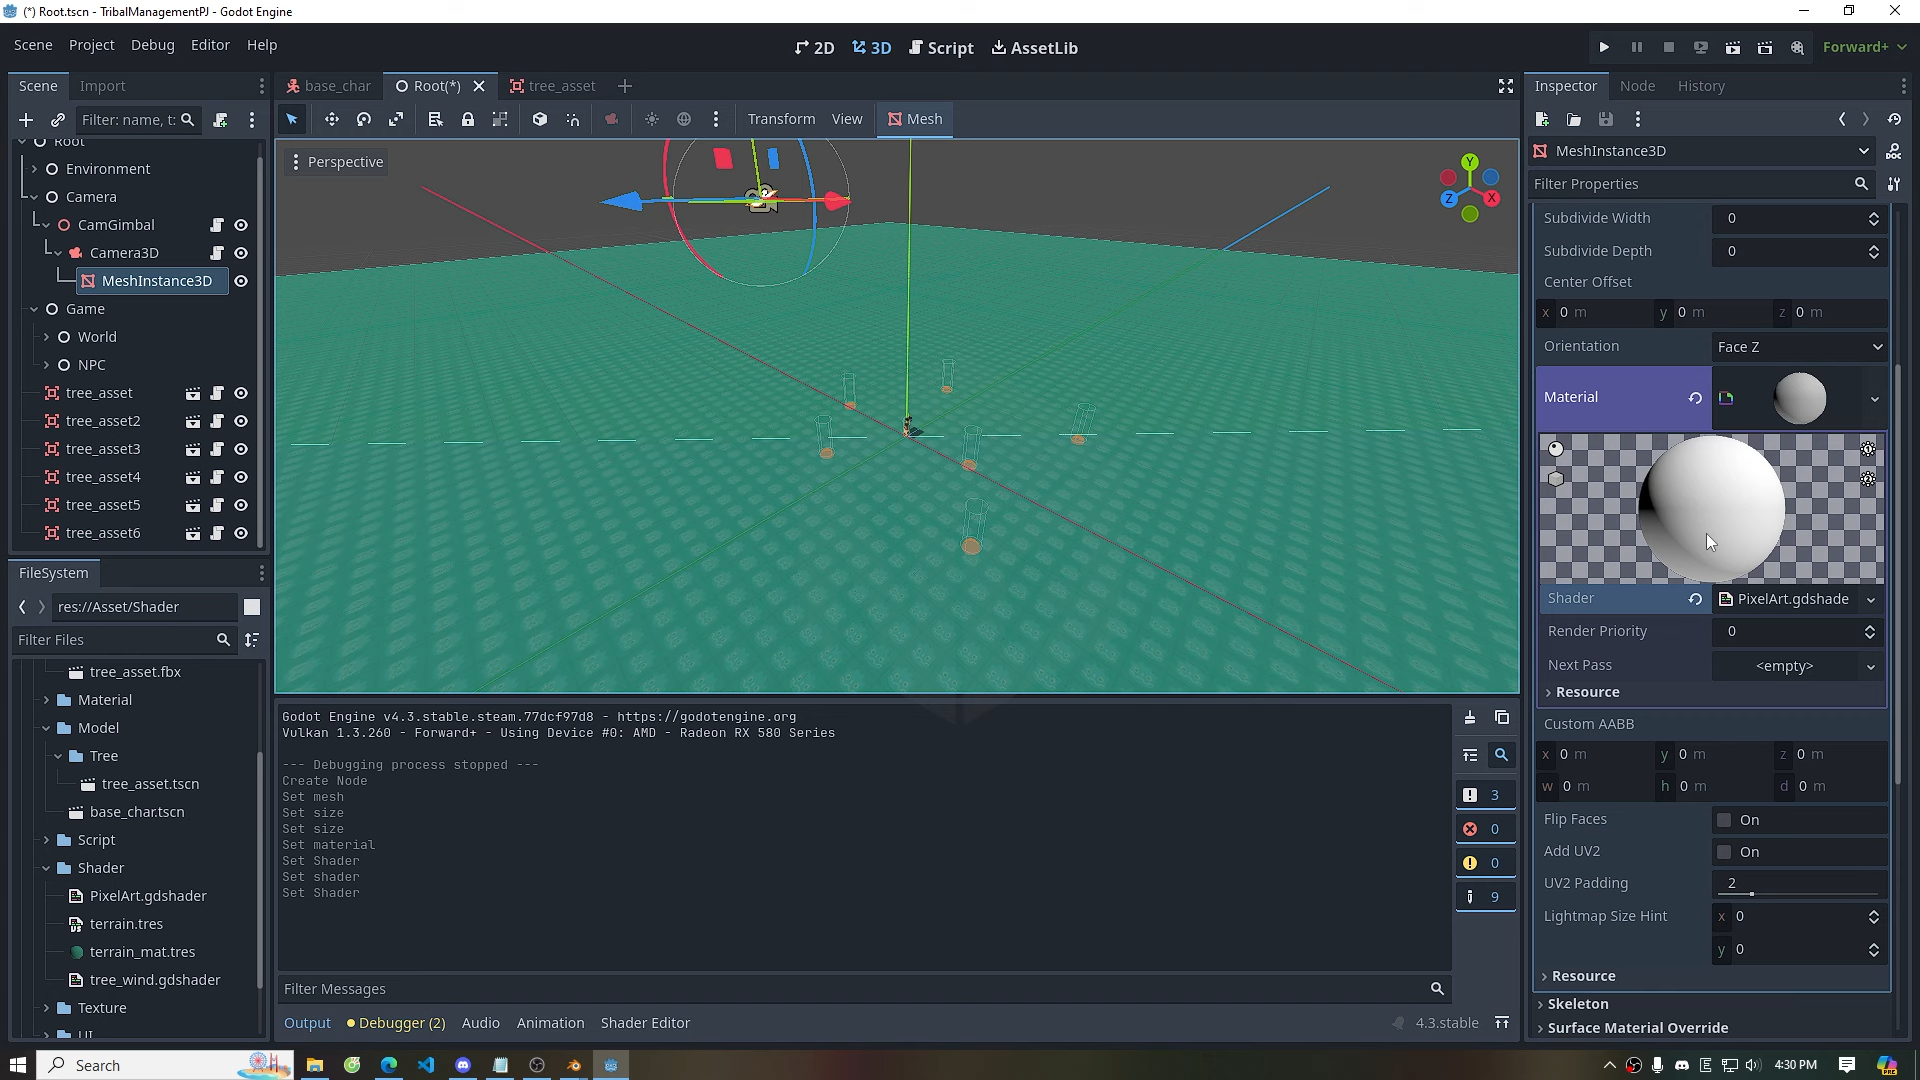 (*) Root.tscn - TribalManagementPJ - Godot Engine
Scene Project Debug Editor Help
2D 3D Script AssetLib
Forward+
Scene Import
base_char Root(*) tree_asset
Inspector Node History
Filter: name, t:
Transform View Mesh
Root
Environment
Camera
CamGimbal
Camera3D
MeshInstance3D
Game
World
NPC
tree_asset
tree_asset2
tree_asset3
tree_asset4
tree_asset5
tree_asset6
FileSystem
res://Asset/Shader
Filter Files
tree_asset.fbx
Material
Model
Tree
tree_asset.tscn
base_char.tscn
Script
Shader
PixelArt.gdshader
terrain.tres
terrain_mat.tres
tree_wind.gdshader
Texture
UI
Perspective
Y
Z
X
Godot Engine v4.3.stable.steam.77dcf97d8 - https://godotengine.org
Vulkan 1.3.260 - Forward+ - Using Device #0: AMD - Radeon RX 580 Series
--- Debugging process stopped ---
Create Node
Set mesh
Set size
Set size
Set material
Set Shader
Set shader
Set Shader
3
0
0
9
Filter Messages
Output Debugger (2) Audio Animation Shader Editor
4.3.stable
MeshInstance3D
Filter Properties
Subdivide Width 0
Subdivide Depth 0
Center Offset
x 0 m y 0 m z 0 m
Orientation Face Z
Material
Shader PixelArt.gdshade
Render Priority 0
Next Pass <empty>
Resource
Custom AABB
x 0 m y 0 m z 0 m
w 0 m h 0 m d 0 m
Flip Faces On
Add UV2 On
UV2 Padding 2
Lightmap Size Hint x 0
y 0
Resource
Skeleton
Surface Material Override
Search
4:30 PM